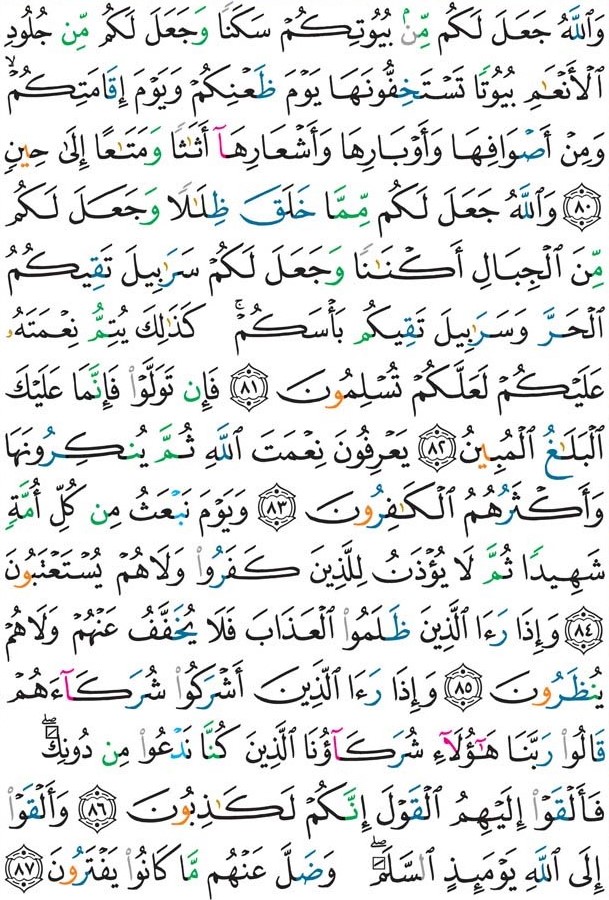 وَٱللَّهُ جَعَلَ لَكُم مِّنۢ بُيُوتِكُمْ سَكَنًا وَجَعَلَ لَكُم مِّن جُلُودِ
ٱلْأَنْعَٰمِ بُيُوتًا تَسْتَخِفُّونَهَا يَوْمَ ظَعْنِكُمْ وَيَوْمَ إِقَامَتِكُمْ ۙ
وَمِنْ أَصْوَافِهَا وَأَوْبَارِهَا وَأَشْعَارِهَآ أَثَٰثًا وَمَتَٰعًا إِلَىٰ حِينٍ
﴿٨٠﴾ وَٱللَّهُ جَعَلَ لَكُم مِّمَّا خَلَقَ ظِلَٰلًا وَجَعَلَ لَكُم
مِّنَ ٱلْجِبَالِ أَكْنَٰنًا وَجَعَلَ لَكُمْ سَرَٰبِيلَ تَقِيكُمُ
ٱلْحَرَّ وَسَرَٰبِيلَ تَقِيكُم بَأْسَكُمْ ۚ كَذَٰلِكَ يُتِمُّ نِعْمَتَهُۥ
عَلَيْكُمْ لَعَلَّكُمْ تُسْلِمُونَ ﴿٨١﴾ فَإِن تَوَلَّوْا۟ فَإِنَّمَا عَلَيْكَ
ٱلْبَلَٰغُ ٱلْمُبِينُ ﴿٨٢﴾ يَعْرِفُونَ نِعْمَتَ ٱللَّهِ ثُمَّ يُنكِرُونَهَا
وَأَكْثَرُهُمُ ٱلْكَٰفِرُونَ ﴿٨٣﴾ وَيَوْمَ نَبْعَثُ مِن كُلِّ أُمَّةٍ
شَهِيدًا ثُمَّ لَا يُؤْذَنُ لِلَّذِينَ كَفَرُوا۟ وَلَا هُمْ يُسْتَعْتَبُونَ
﴿٨٤﴾ وَإِذَا رَءَا ٱلَّذِينَ ظَلَمُوا۟ ٱلْعَذَابَ فَلَا يُخَفَّفُ عَنْهُمْ وَلَا هُمْ
يُنظَرُونَ ﴿٨٥﴾ وَإِذَا رَءَا ٱلَّذِينَ أَشْرَكُوا۟ شُرَكَآءَهُمْ
قَالُوا۟ رَبَّنَا هَٰٓؤُلَآءِ شُرَكَآؤُنَا ٱلَّذِينَ كُنَّا نَدْعُوا۟ مِن دُونِكَ ۖ
فَأَلْقَوْا۟ إِلَيْهِمُ ٱلْقَوْلَ إِنَّكُمْ لَكَٰذِبُونَ ﴿٨٦﴾ وَأَلْقَوْا۟
إِلَى ٱللَّهِ يَوْمَئِذٍ ٱلسَّلَمَ ۖ وَضَلَّ عَنْهُم مَّا كَانُوا۟ يَفْتَرُونَ ﴿٨٧﴾